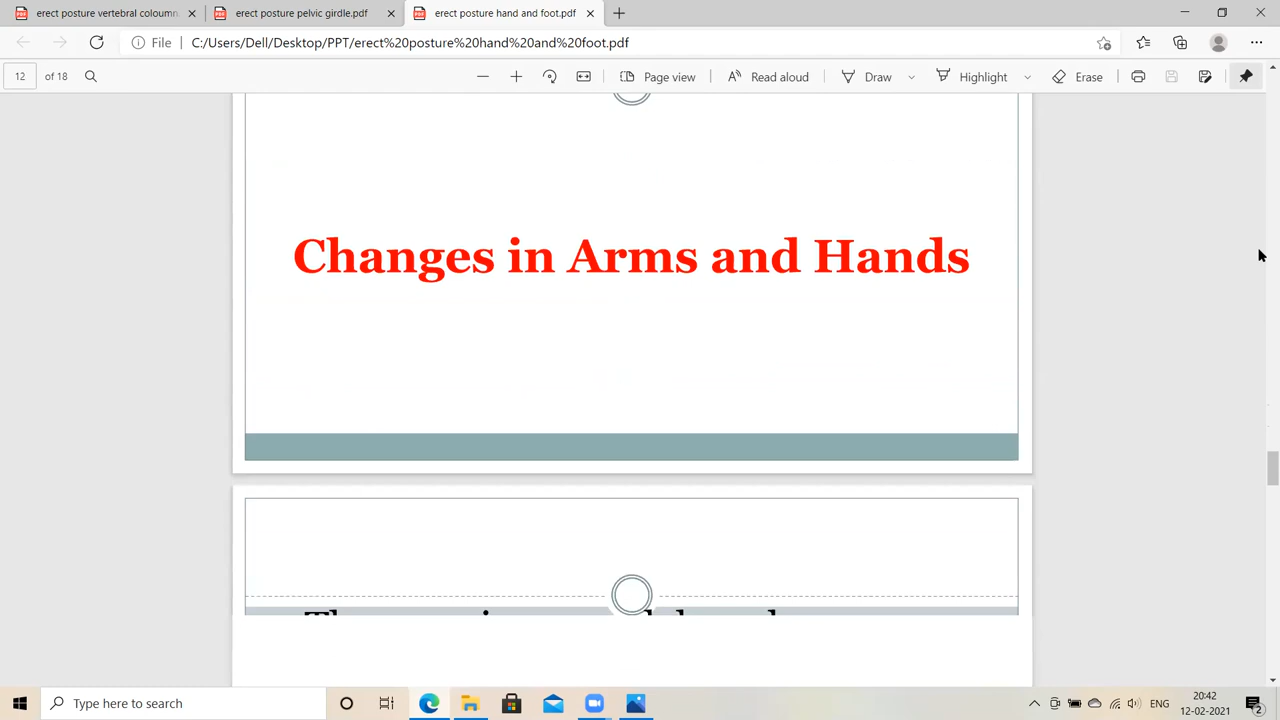 erect posture vertebral coloumn
erect posture pelvic girdle.pdf
erect posture hand and foot.pdf
File
C:/Users/Dell/Desktop/PPT/erect%20posture%20hand%20and%20foot.pdf
12 of 18
Page view
Read aloud
Draw
Highlight
Erase
Changes in Arms and Hands
Type here to search
ENG
20:42
12-02-2021
2